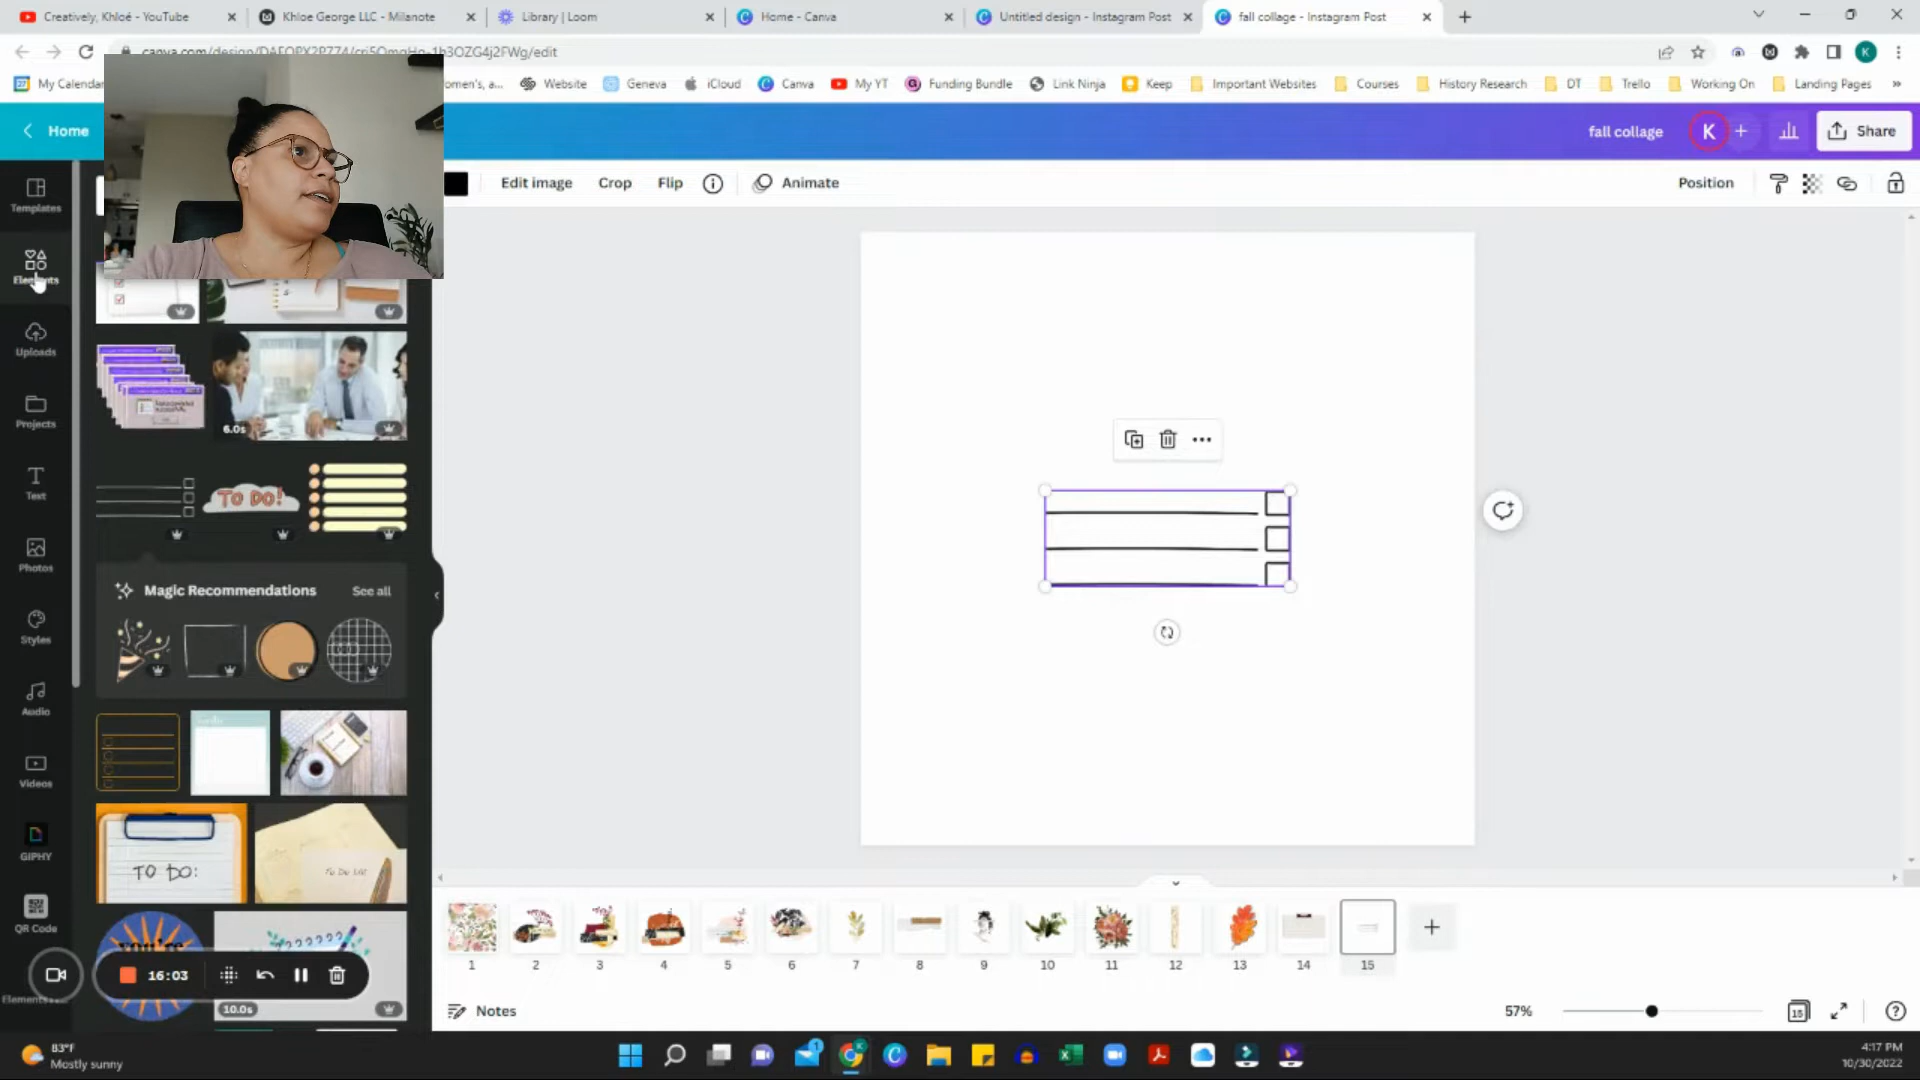 Creatively, Khloé - YouTube
Khloe George LLC - Milanote
Library | Loom
Home - Canva
Untitled design - Instagram Post
fall collage - Instagram Post
My Calendar
omen's, a...
Website
Geneva
iCloud
Canva
My YT
Funding Bundle
Link Ninja
Keep
Important Websites
Courses
History Research
DT
Trello
Working On
Landing Pages
Home
fall collage
K
Share
Templates
Edit image
Crop
Flip
Animate
Position
Elements
Uploads
Projects
Text
Photos
Styles
Audio
Videos
GIPHY
QR Code
6.0s
TO DO!
Magic Recommendations
See all
TO DO:
To Do List
16:03
10.0s
1
2
3
4
5
6
7
8
9
10
11
12
13
14
15
Notes
57%
15
83°F
Mostly sunny
4:17 PM
10/30/2022